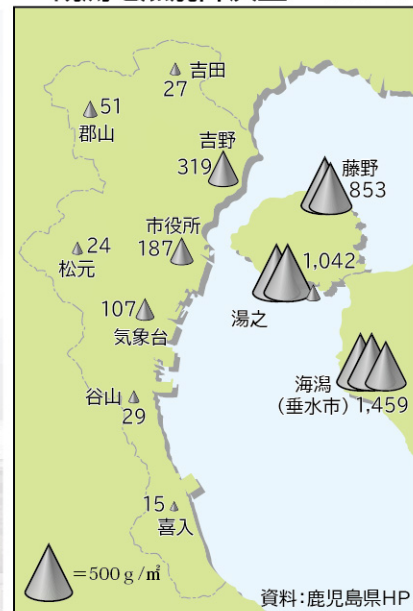 吉田
27
51
郡山
吉野
319
藤野
853
市役所
187
24
松元
1,042
107
気象台
湯之
谷山
29
海潟
(垂水市) 1,459
15
喜入
=500g/㎡
資料:鹿児島県HP